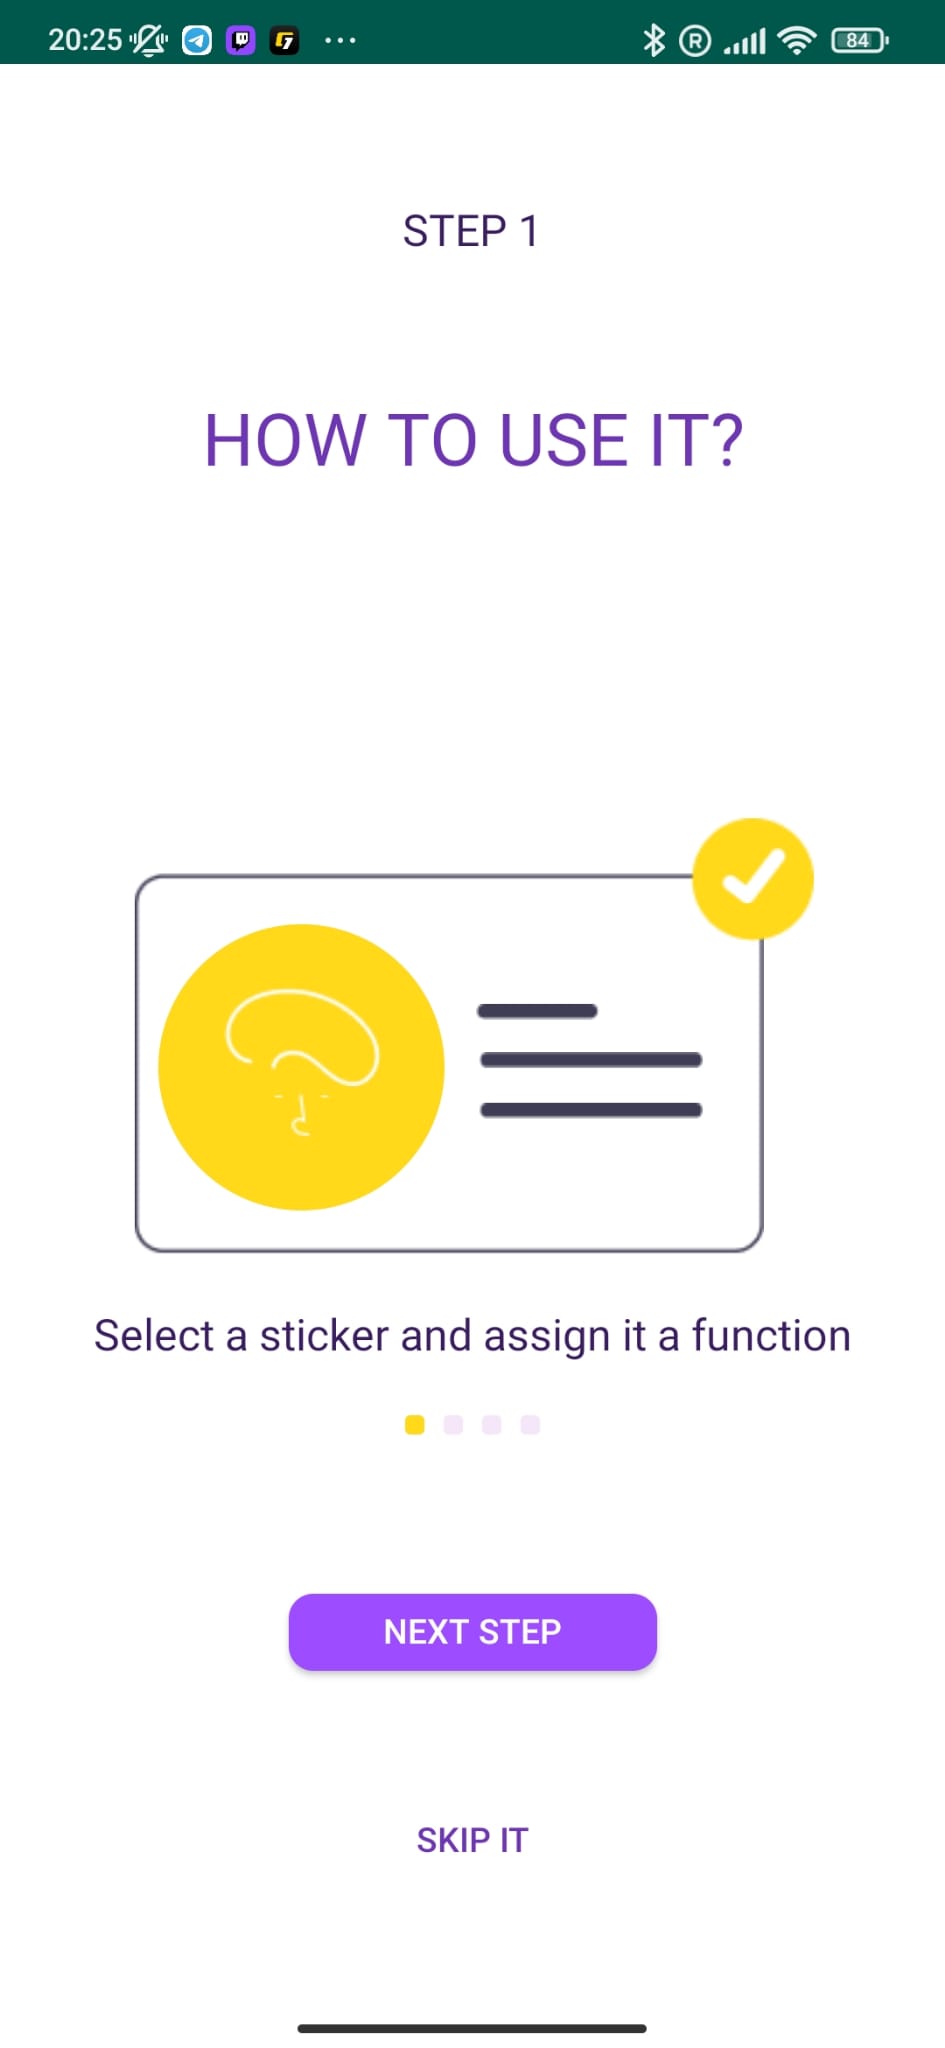 20:25
84
STEP 1
HOW TO USE IT?
Select a sticker and assign it a function
NEXT STEP
SKIP IT